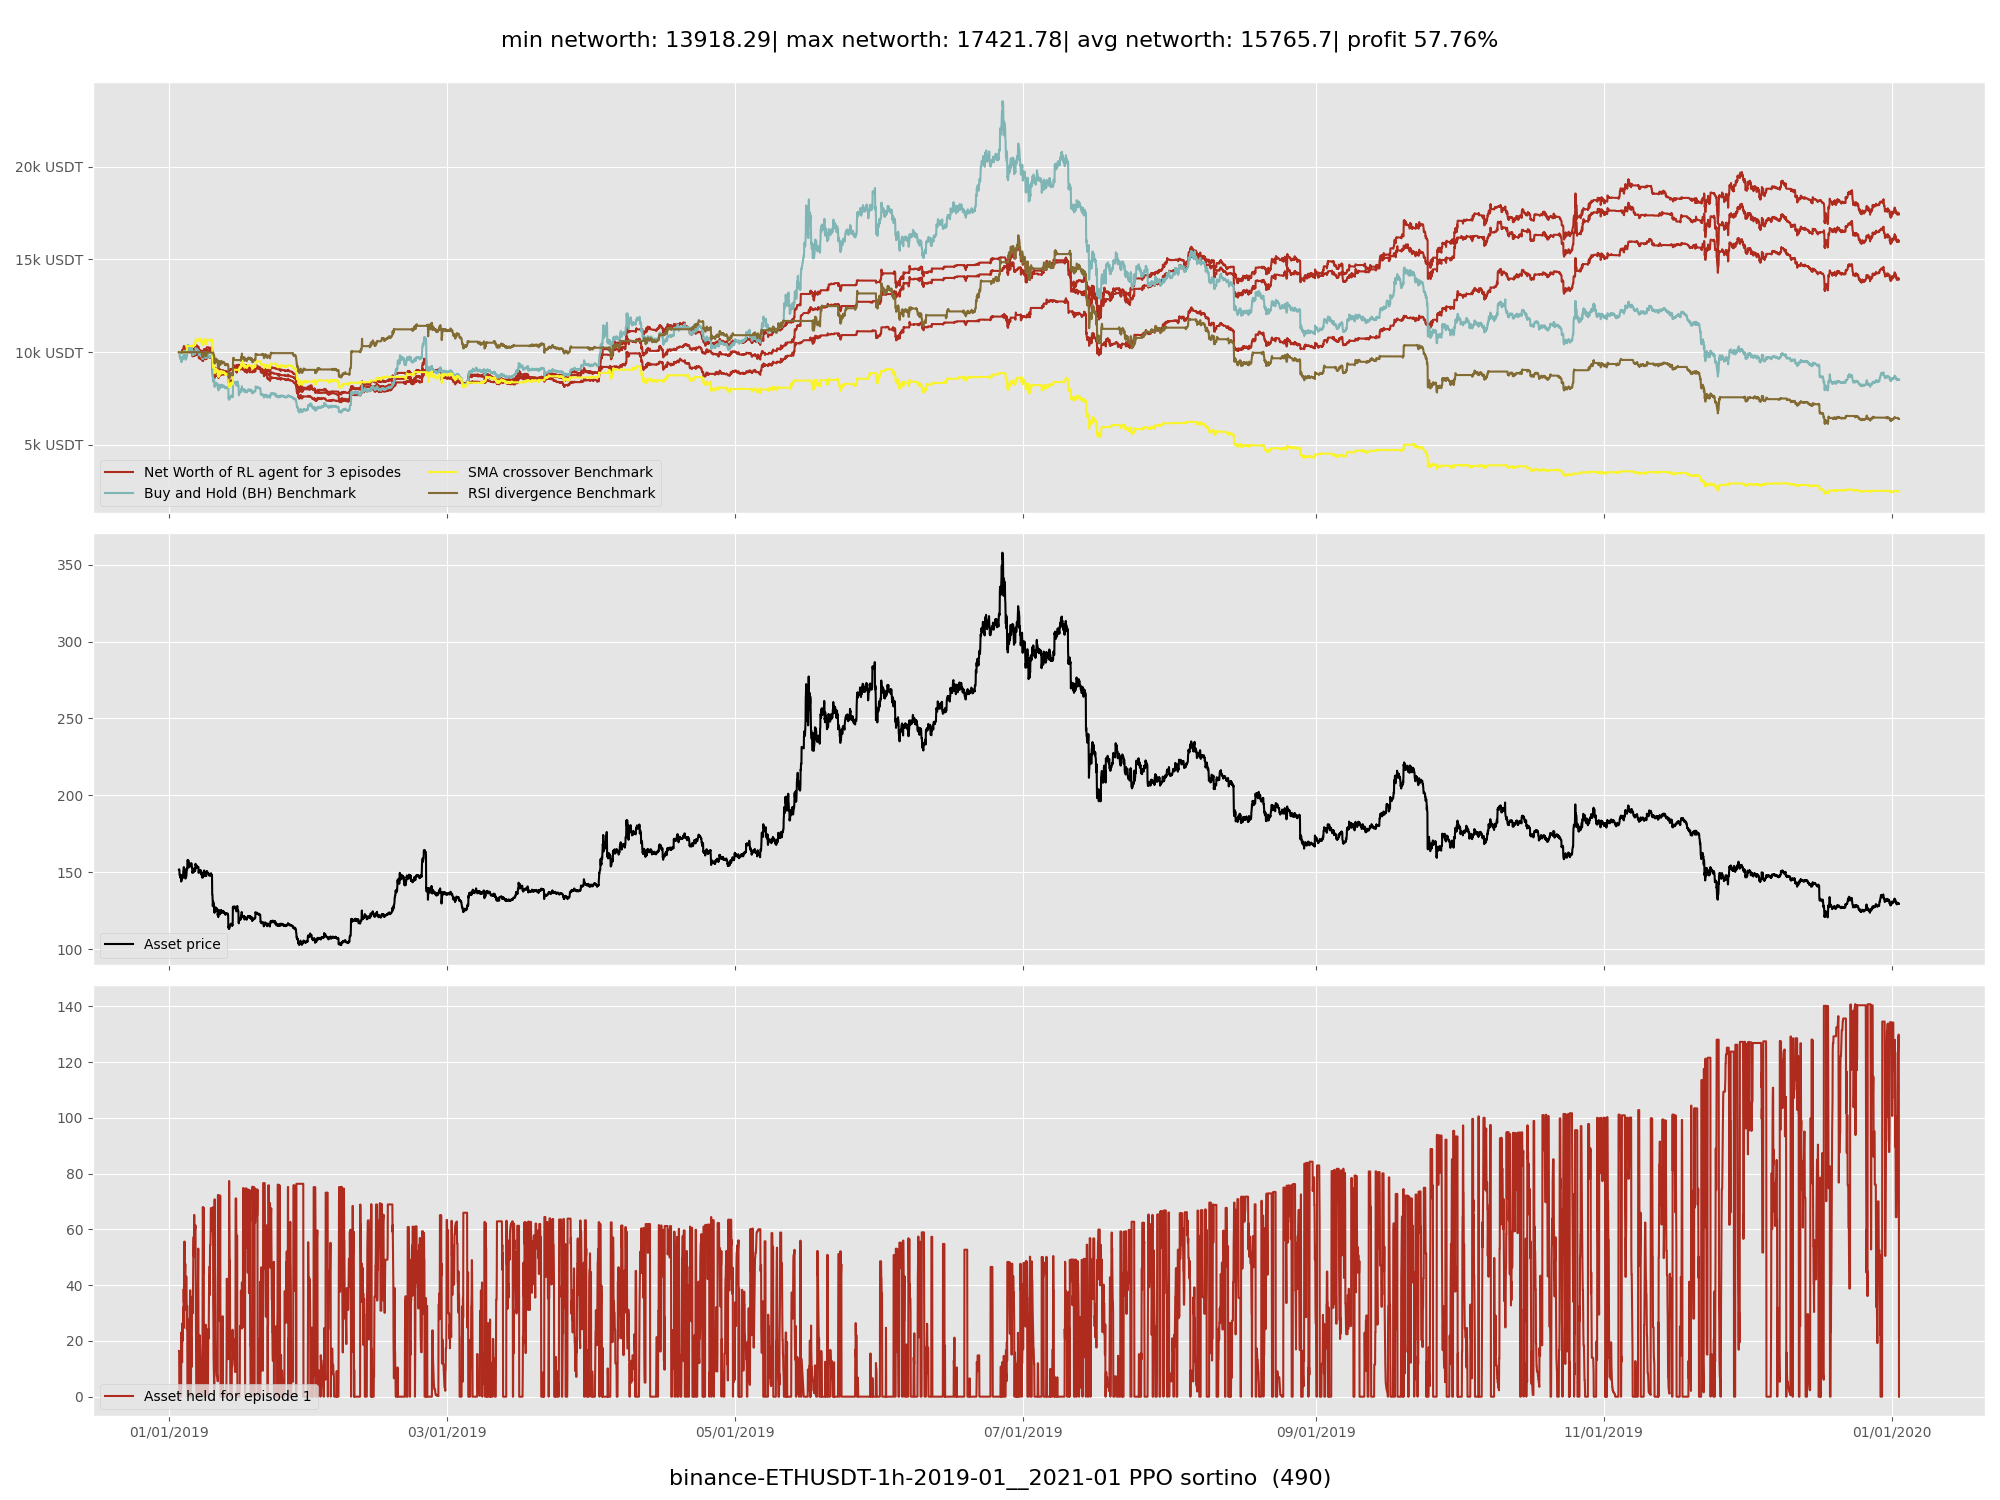 min networth: 13918.29| max networth: 17421.78| avg networth: 15765.7| profit 57.76%
20k USDT
15k USDT
10k USDT
5k USDT
Net Worth of RL agent for 3 episodes
Buy and Hold (BH) Benchmark
SMA crossover Benchmark
RSI divergence Benchmark
350
300
250
200
150
100
Asset price
140
120
100
80
60
40
20
0
Asset held for episode 1
01/01/2019 03/01/2019 05/01/2019 07/01/2019 09/01/2019 11/01/2019 01/01/2020
binance-ETHUSDT-1h-2019-01__2021-01 PPO sortino (490)